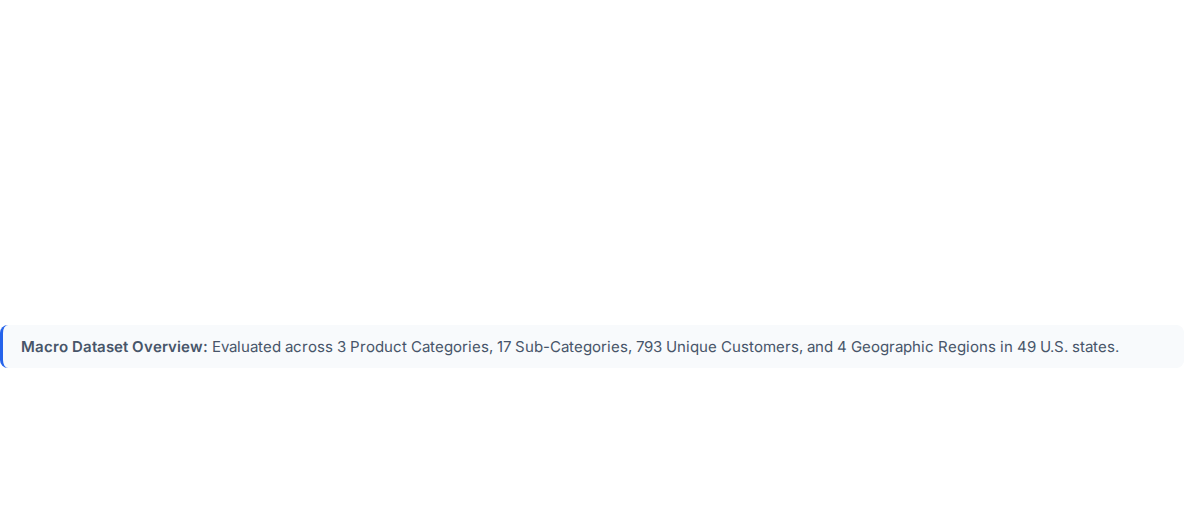 Macro Dataset Overview: Evaluated across 3 Product Categories, 17 Sub-Categories, 793 Unique Customers, and 4 Geographic Regions in 49 U.S. states.